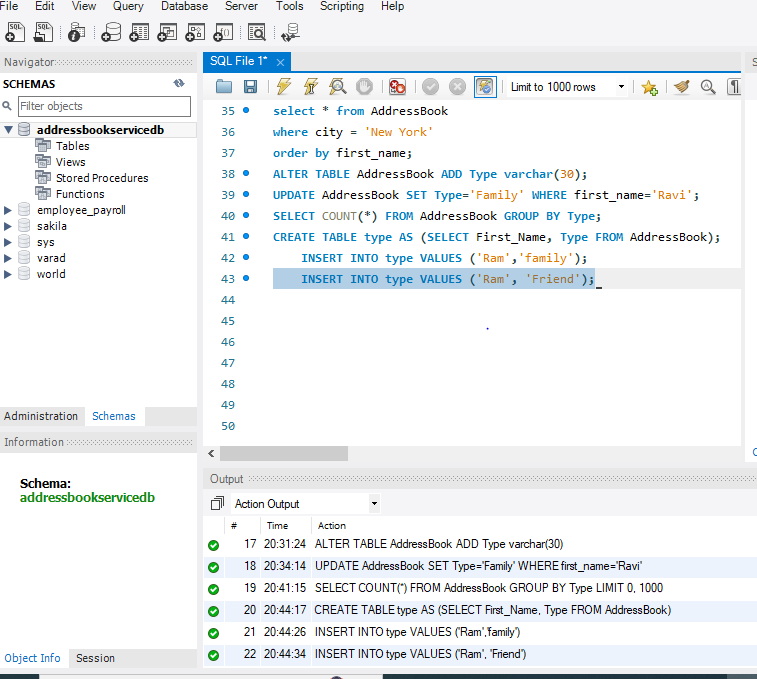 File Edit View Query Database Server Tools Scripting Help
Navigator
SCHEMAS
Filter objects
addressbookservicedb
Tables
Views
Stored Procedures
Functions
employee_payroll
sakila
sys
varad
world
Administration Schemas
Information
Schema:
addressbookservicedb
Object Info Session
SQL File 1*
Limit to 1000 rows
35 select * from AddressBook
36 where city = 'New York'
37 order by first_name;
38 ALTER TABLE AddressBook ADD Type varchar(30);
39 UPDATE AddressBook SET Type='Family' WHERE first_name='Ravi';
40 SELECT COUNT(*) FROM AddressBook GROUP BY Type;
41 CREATE TABLE type AS (SELECT First_Name, Type FROM AddressBook);
42 INSERT INTO type VALUES ('Ram','family');
43 INSERT INTO type VALUES ('Ram', 'Friend');
44
45
46
47
48
49
50
Output
Action Output
# Time Action
17 20:31:24 ALTER TABLE AddressBook ADD Type varchar(30)
18 20:34:14 UPDATE AddressBook SET Type='Family' WHERE first_name='Ravi'
19 20:41:15 SELECT COUNT(*) FROM AddressBook GROUP BY Type LIMIT 0, 1000
20 20:44:17 CREATE TABLE type AS (SELECT First_Name, Type FROM AddressBook)
21 20:44:26 INSERT INTO type VALUES ('Ram','family')
22 20:44:34 INSERT INTO type VALUES ('Ram', 'Friend')